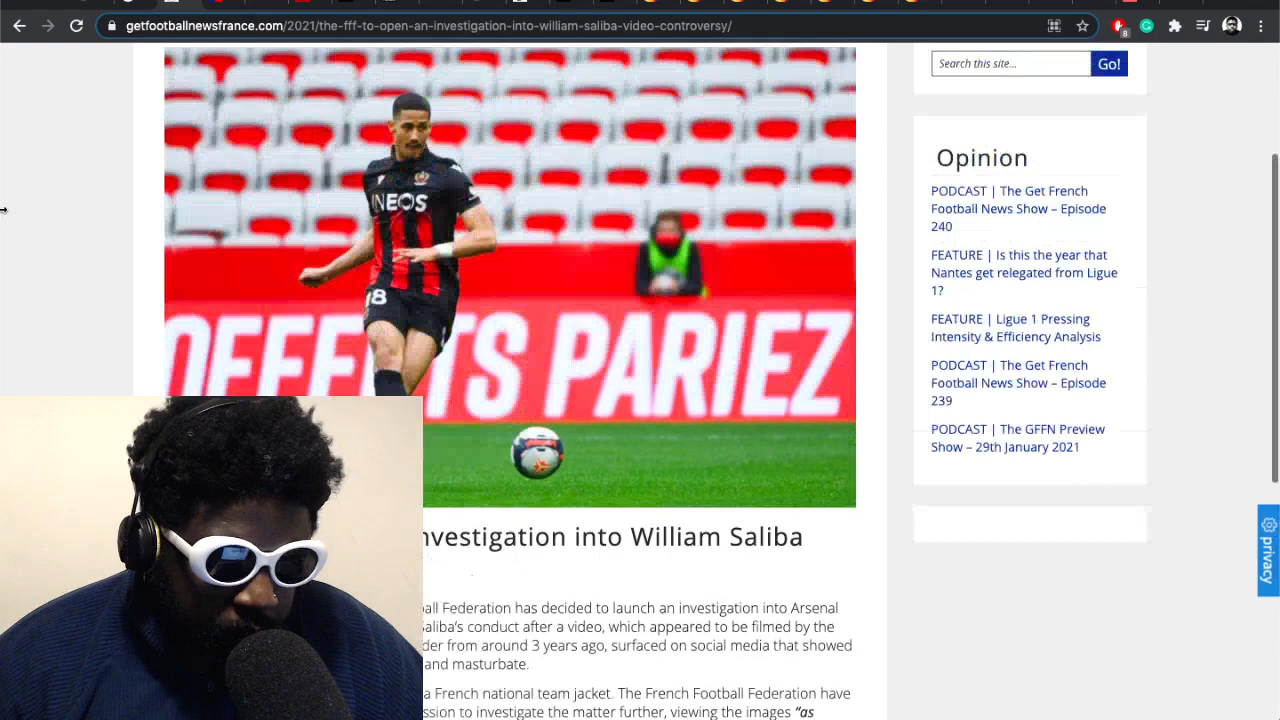 getfootballnewsfrance.com/2021/the-fff-to-open-an-investigation-into-william-saliba-video-controversy/
8
Search this site...
Go!
Opinion
PODCAST | The Get French
Football News Show – Episode
240
FEATURE | Is this the year that
Nantes get relegated from Ligue
1?
FEATURE | Ligue 1 Pressing
Intensity & Efficiency Analysis
PODCAST | The Get French
Football News Show – Episode
239
PODCAST | The GFFN Preview
Show – 29th January 2021
INEOS
18
OFFE TS PARIEZ
nvestigation into William Saliba
ball Federation has decided to launch an investigation into Arsenal
Saliba's conduct after a video, which appeared to be filmed by the
der from around 3 years ago, surfaced on social media that showed
and masturbate.
a French national team jacket. The French Football Federation have
ssion to investigate the matter further, viewing the images "as
privacy